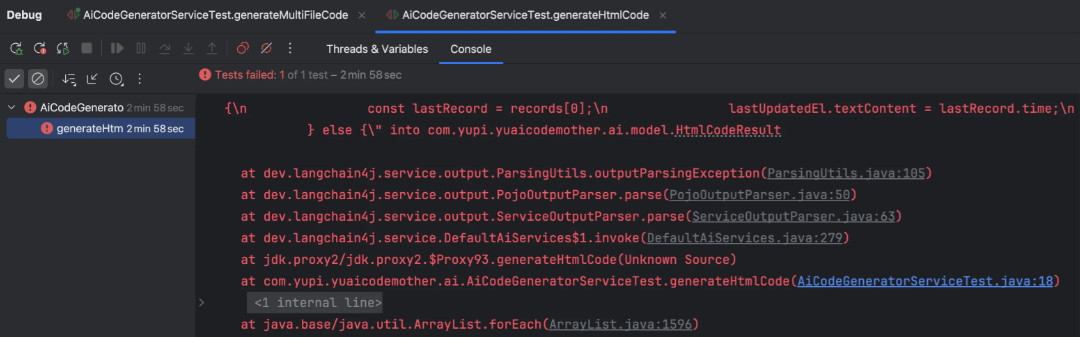 Debug AiCodeGeneratorServiceTest.generateMultiFileCode AiCodeGeneratorServiceTest.generateHtmlCode
Threads & Variables Console
Tests failed: 1 of 1 test – 2 min 58 sec
AiCodeGenerato 2 min 58 sec
generateHtm 2 min 58 sec
{\n const lastRecord = records[0];\n lastUpdatedEl.textContent = lastRecord.time;\n
} else {\" into com.yupi.yuaicodemother.ai.model.HtmlCodeResult
at dev.langchain4j.service.output.ParsingUtils.outputParsingException(ParsingUtils.java:105)
at dev.langchain4j.service.output.PojoOutputParser.parse(PojoOutputParser.java:50)
at dev.langchain4j.service.output.ServiceOutputParser.parse(ServiceOutputParser.java:63)
at dev.langchain4j.service.DefaultAiServices$1.invoke(DefaultAiServices.java:279)
at jdk.proxy2/jdk.proxy2.$Proxy93.generateHtmlCode(Unknown Source)
at com.yupi.yuaicodemother.ai.AiCodeGeneratorServiceTest.generateHtmlCode(AiCodeGeneratorServiceTest.java:18)
<1 internal line>
at java.base/java.util.ArrayList.forEach(ArrayList.java:1596)